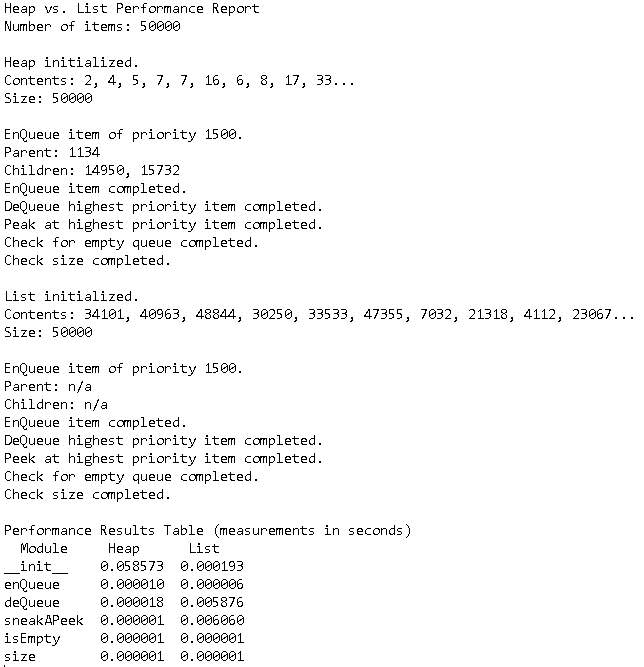 Heap vs. List Performance Report
Number of items: 50000
Heap initialized.
Contents: 2, 4, 5, 7, 7, 16, 6, 8, 17, 33...
Size: 50000
EnQueue item of priority 1500.
Parent: 1134
Children: 14950, 15732
EnQueue item completed.
DeQueue highest priority item completed.
Peak at highest priority item completed.
Check for empty queue completed.
Check size completed.
List initialized.
Contents: 34101, 40963, 48844, 30250, 33533, 47355, 7032, 21318, 4112, 23067...
Size: 50000
EnQueue item of priority 1500.
Parent: n/a
Children: n/a
EnQueue item completed.
DeQueue highest priority item completed.
Peek at highest priority item completed.
Check for empty queue completed.
Check size completed.
Performance Results Table (measurements in seconds)
Module Heap List
__init__ 0.058573 0.000193
enQueue 0.000010 0.000006
deQueue 0.000018 0.005876
sneakAPeek 0.000001 0.006060
isEmpty 0.000001 0.000001
size 0.000001 0.000001